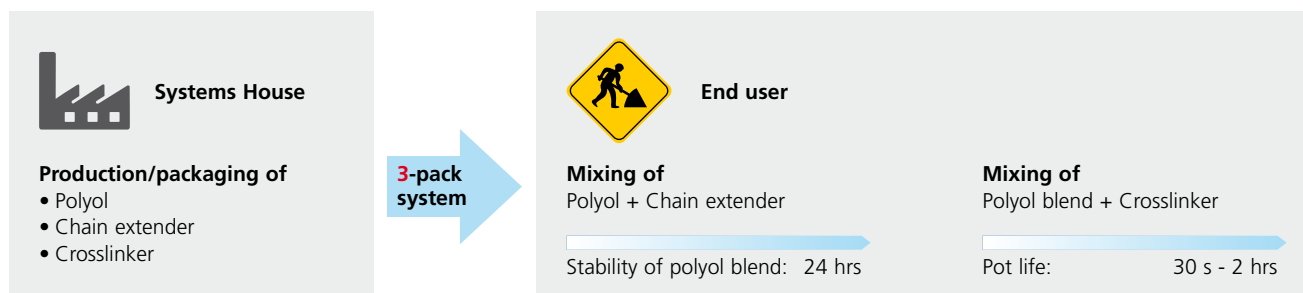 Systems House
Production/packaging of
• Polyol
• Chain extender
• Crosslinker
3-pack
system
End user
Mixing of
Polyol + Chain extender
Stability of polyol blend: 24 hrs
Mixing of
Polyol blend + Crosslinker
Pot life: 30 s - 2 hrs